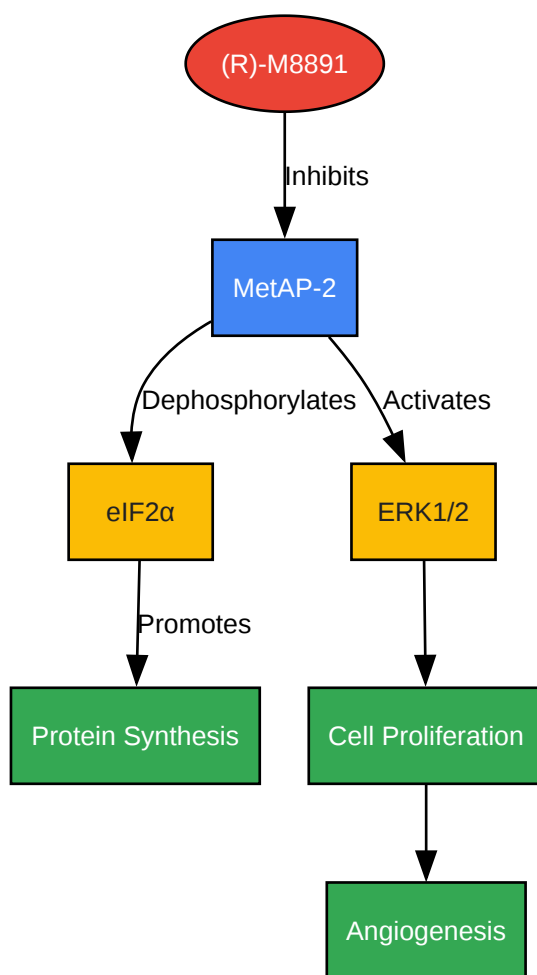 (R)-M8891
Inhibits
MetAP-2
Dephosphorylates
Activates
eIF2α
ERK1/2
Promotes
Protein Synthesis
Cell Proliferation
Angiogenesis